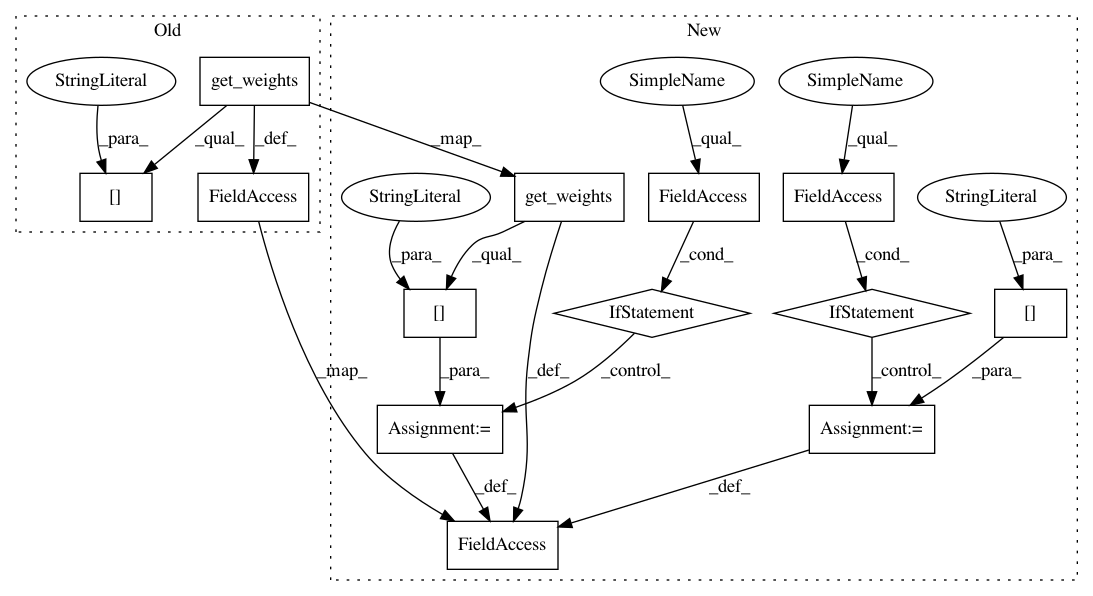 Old
New
StringLiteral
get_weights
SimpleName
SimpleName
_para_
_qual_
_def_
_map_
_qual_
_qual_
[]
FieldAccess
StringLiteral
get_weights
FieldAccess
FieldAccess
StringLiteral
_para_
_qual_
_cond_
_cond_
_para_
[]
IfStatement
IfStatement
[]
_map_
_para_
_def_
_control_
_control_
_para_
Assignment:=
Assignment:=
_def_
_def_
FieldAccess